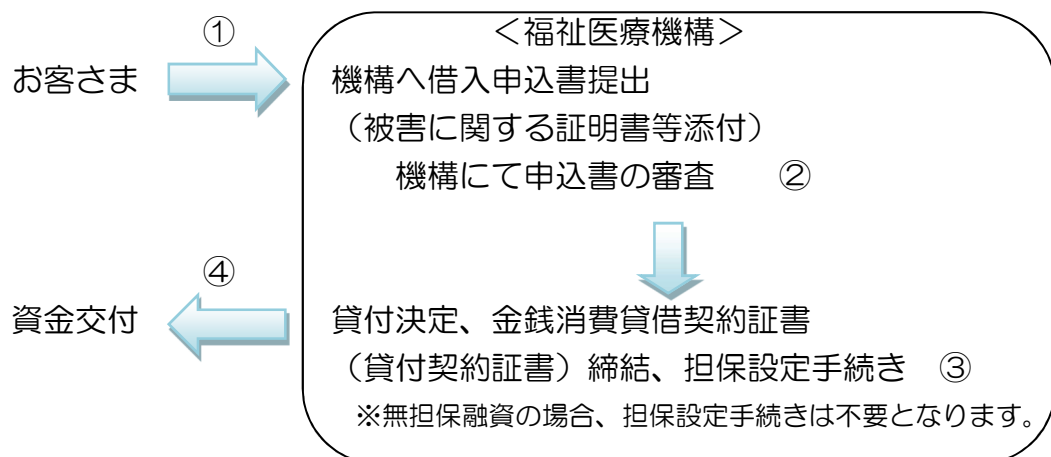 ①
＜福祉医療機構＞
お客さま
機構へ借入申込書提出
（被害に関する証明書等添付）
機構にて申込書の審査 ②
④
資金交付
貸付決定、金銭消費貸借契約証書
（貸付契約証書）締結、担保設定手続き ③
※無担保融資の場合、担保設定手続きは不要となります。